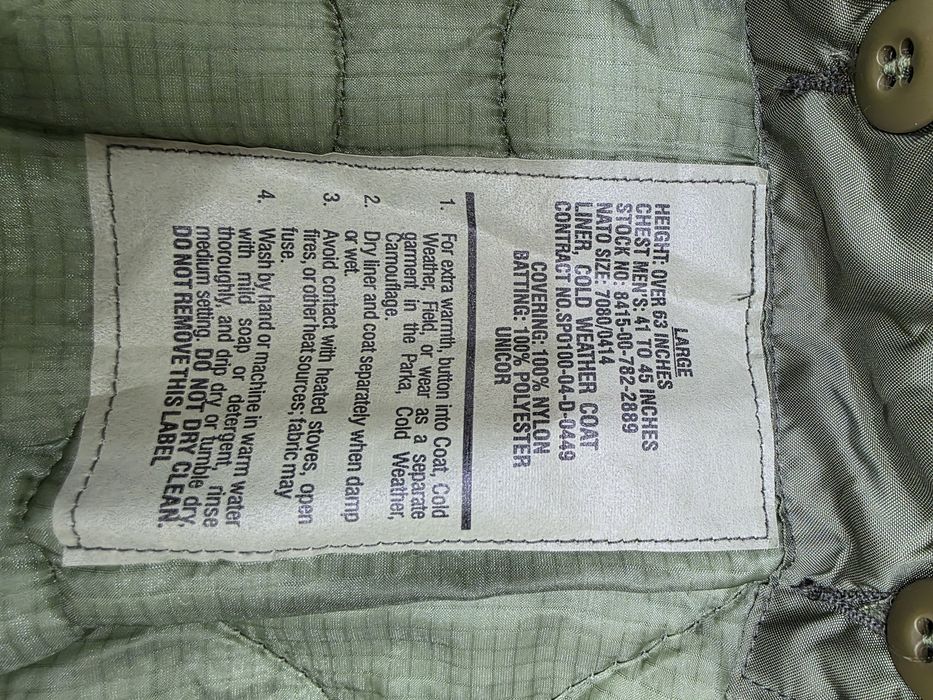 LARGE
HEIGHT: OVER 63 INCHES
CHEST MEN'S: 41 TO 45 INCHES
STOCK NO: 8415-00-782-2889
NATO SIZE: 7080/0414
LINER, COLD WEATHER COAT
CONTRACT NO.SPO100-04-D-0449
COVERING: 100% NYLON
BATTING: 100% POLYESTER
UNICOR
1. For extra warmth, button into Coat, Cold
Weather, Field, or wear as a separate
garment in the Parka, Cold Weather,
Camouflage.
2. Dry liner and coat separately when damp
or wet.
3. Avoid contact with heated stoves, open
fires, or other heat sources; fabric may
fuse.
4. Wash by hand or machine in warm water
with mild soap or detergent, rinse
thoroughly, and drip dry or tumble dry,
medium setting. DO NOT DRY CLEAN.
DO NOT REMOVE THIS LABEL